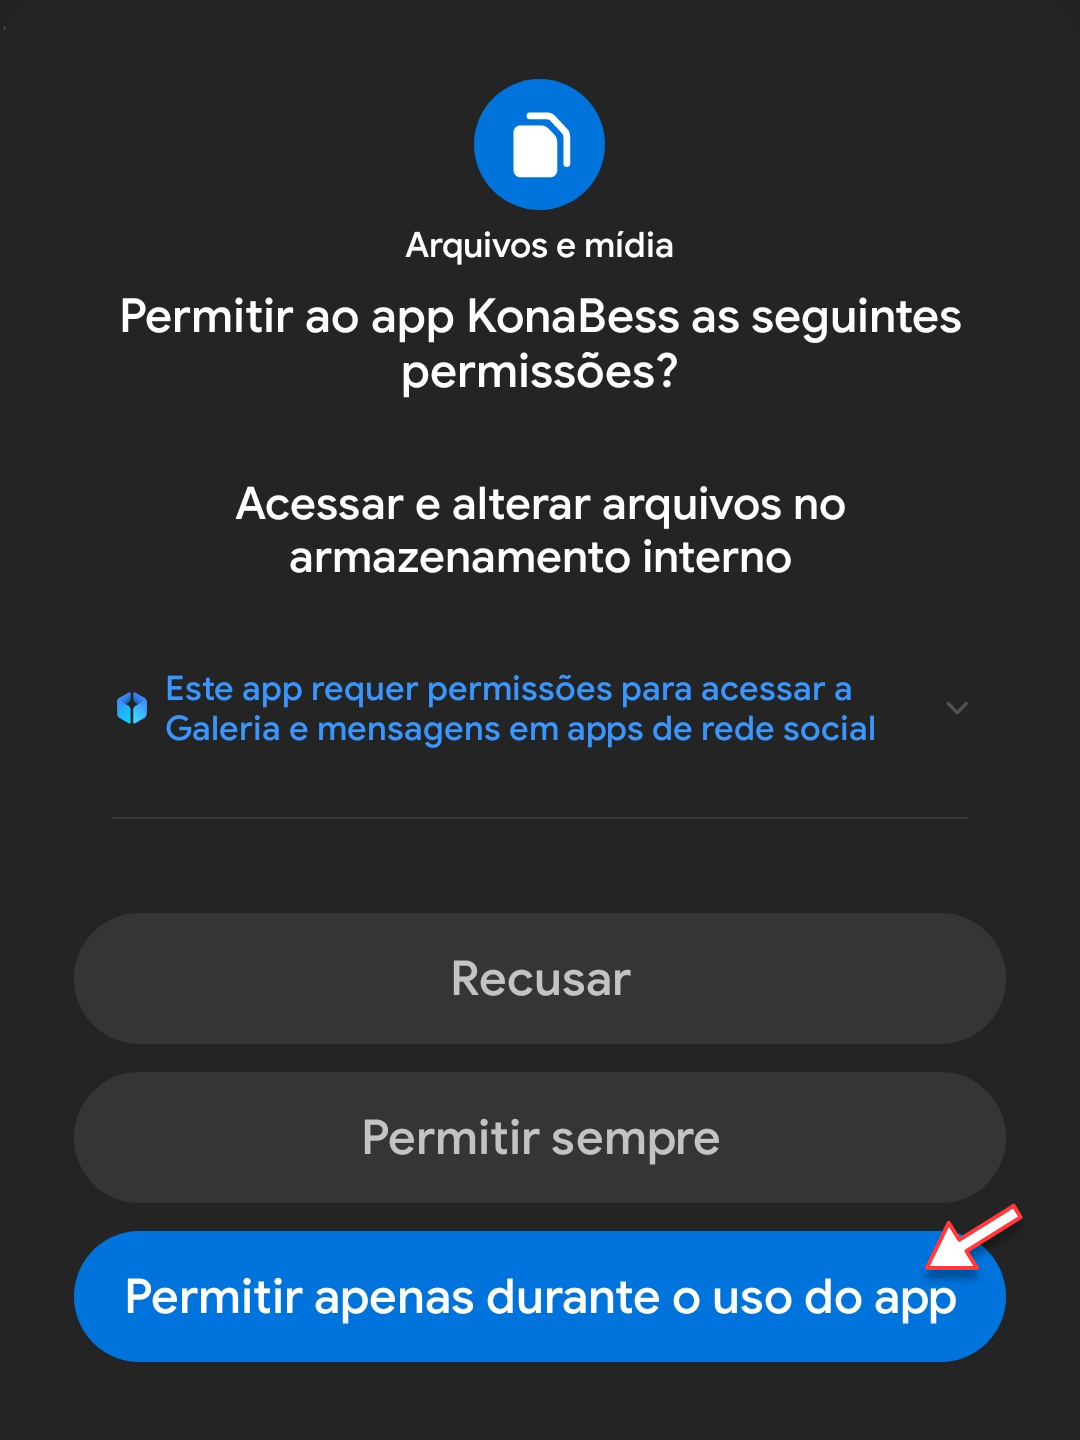 Arquivos e mídia
Permitir ao app KonaBess as seguintes
permissões?
Acessar e alterar arquivos no
armazenamento interno
Este app requer permissões para acessar a
Galeria e mensagens em apps de rede social
Recusar
Permitir sempre
Permitir apenas durante o uso do app